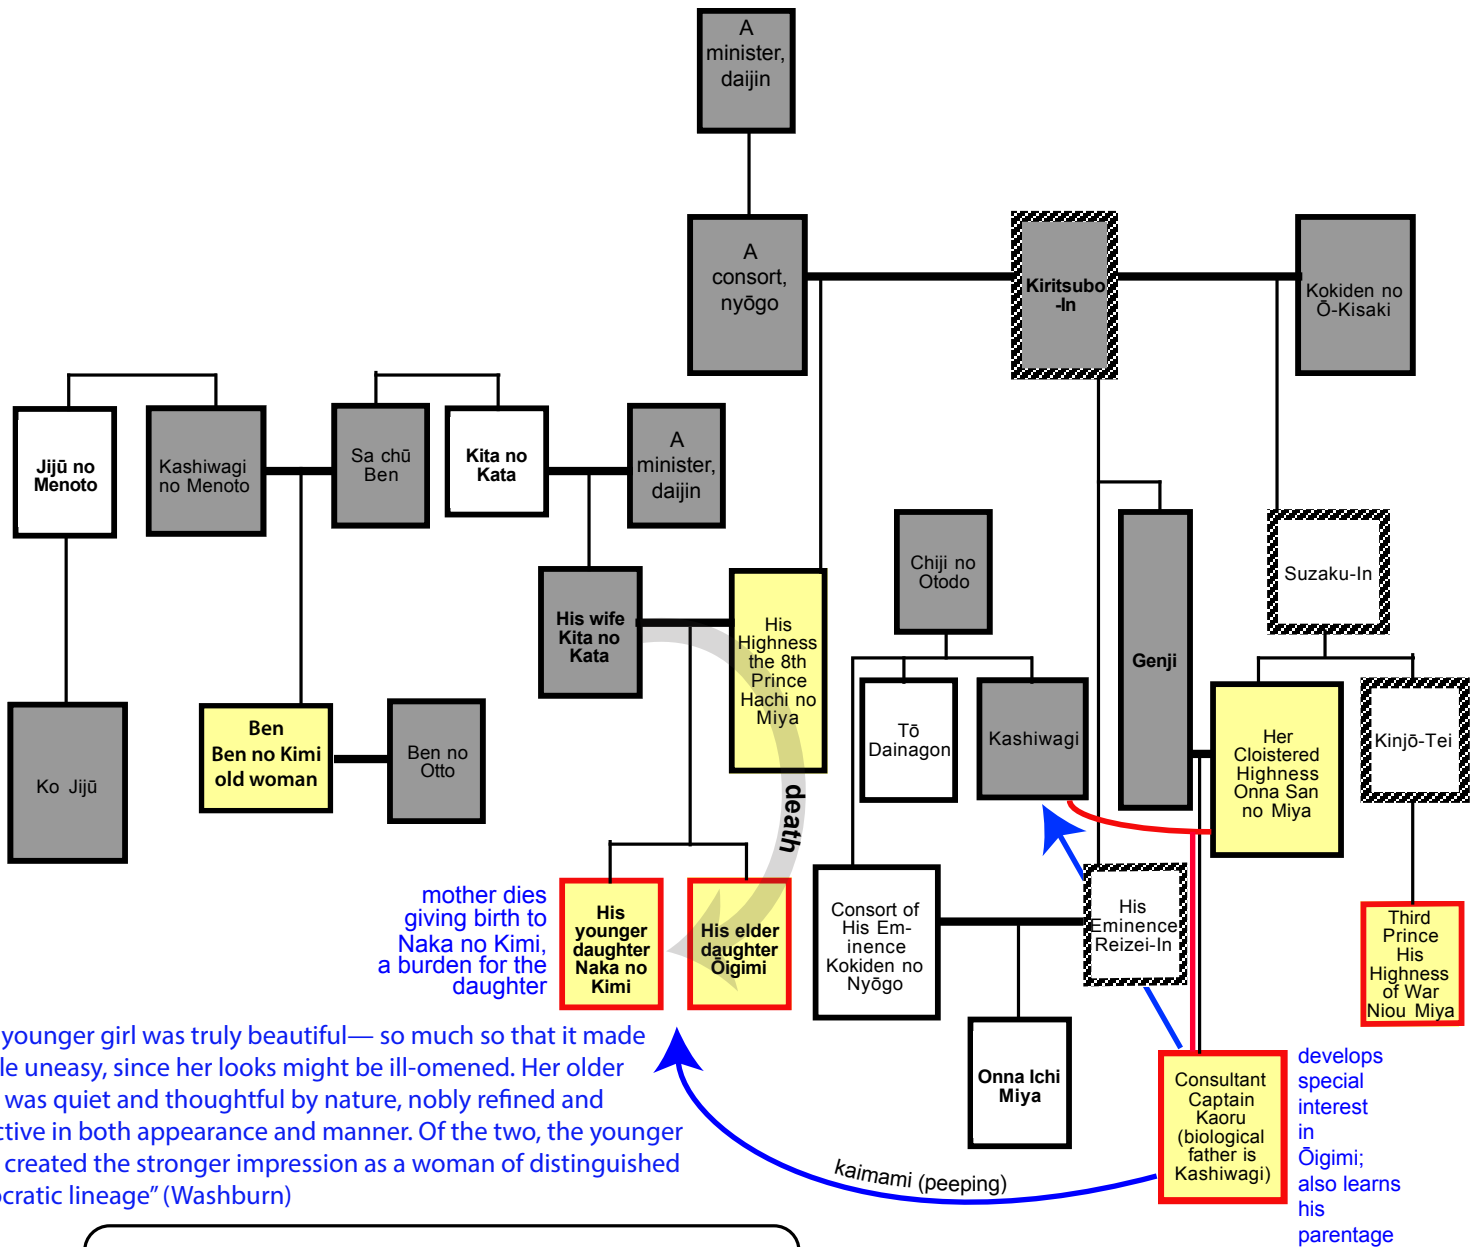 A
minister,
daijin
A
consort,
nyōgo
Kiritsubo
-In
Kokiden no
Ō-Kisaki
Jijū no
Menoto
Kashiwagi
no Menoto
Sa chū
Ben
Kita no
Kata
A
minister,
daijin
Chiji no
Otodo
Suzaku-In
His wife
Kita no
Kata
His
Highness
the 8th
Prince
Hachi no
Miya
Genji
Ko Jijū
Ben
Ben no Kimi
old woman
Ben no
Otto
Tō
Dainagon
Kashiwagi
Her
Cloistered
Highness
Onna San
no Miya
Kinjō-Tei
death
mother dies
giving birth to
Naka no Kimi,
a burden for the
daughter
His
younger
daughter
Naka no
Kimi
His elder
daughter
Ōigimi
Consort of
His Em-
inence
Kokiden no
Nyōgo
His
Eminence
Reizei-In
Third
Prince
His
Highness
of War
Niou Miya
younger girl was truly beautiful— so much so that it made
le uneasy, since her looks might be ill-omened. Her older
was quiet and thoughtful by nature, nobly refined and
ctive in both appearance and manner. Of the two, the younger
created the stronger impression as a woman of distinguished
ocratic lineage” (Washburn)
Onna Ichi
Miya
Consultant
Captain
Kaoru
(biological
father is
Kashiwagi)
develops
special
interest
in
Ōigimi;
also learns
his
parentage
kaimami (peeping)